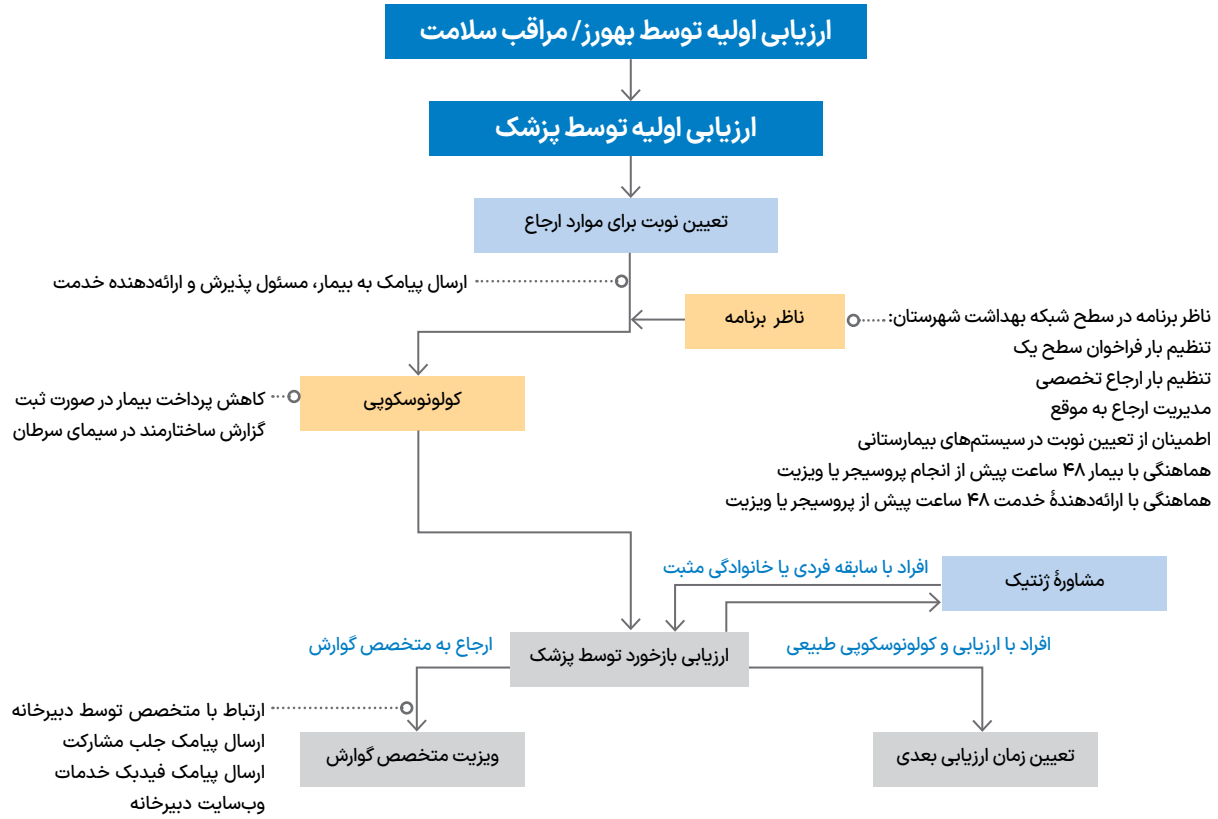 ارزیابی اولیه توسط بهورز/ مراقب سلامت
ارزیابی اولیه توسط پزشک
تعیین نوبت برای موارد ارجاع
ارسال پیامک به بیمار، مسئول پذیرش و ارائه‌دهنده خدمت
ناظر برنامه
ناظر برنامه در سطح شبکه بهداشت شهرستان:
تنظیم بار فراخوان سطح یک
تنظیم بار ارجاع تخصصی
مدیریت ارجاع به موقع
اطمینان از تعیین نوبت در سیستم‌های بیمارستانی
هماهنگی با بیمار ۴۸ ساعت پیش از انجام پروسیجر یا ویزیت
هماهنگی با ارائه‌دهندۀ خدمت ۴۸ ساعت پیش از پروسیجر یا ویزیت
کولونوسکوپی
کاهش پرداخت بیمار در صورت ثبت
گزارش ساختارمند در سیمای سرطان
مشاورۀ ژنتیک
افراد با سابقه فردی یا خانوادگی مثبت
ارزیابی بازخورد توسط پزشک
افراد با ارزیابی و کولونوسکوپی طبیعی
ارجاع به متخصص گوارش
تعیین زمان ارزیابی بعدی
ویزیت متخصص گوارش
ارتباط با متخصص توسط دبیرخانه
ارسال پیامک جلب مشارکت
ارسال پیامک فیدبک خدمات
وب‌سایت دبیرخانه